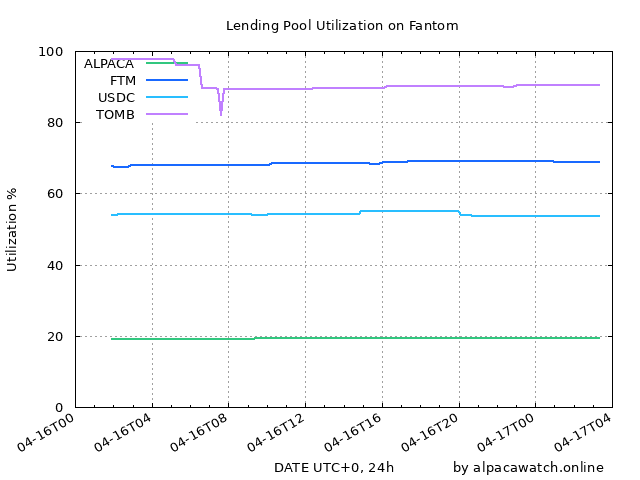 Lending Pool Utilization on Fantom
100
80
60
40
20
0
Utilization %
ALPACA
FTM
USDC
TOMB
04-16T00
04-16T04
04-16T08
04-16T12
04-16T16
04-16T20
04-17T00
04-17T04
DATE UTC+0, 24h
by alpacawatch.online